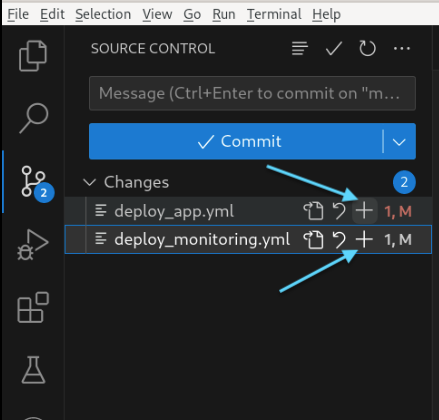 File Edit Selection View Go Run Terminal Help
SOURCE CONTROL
Message (Ctrl+Enter to commit on "m...
Commit
2
Changes 2
deploy_app.yml 1, M
deploy_monitoring.yml 1, M